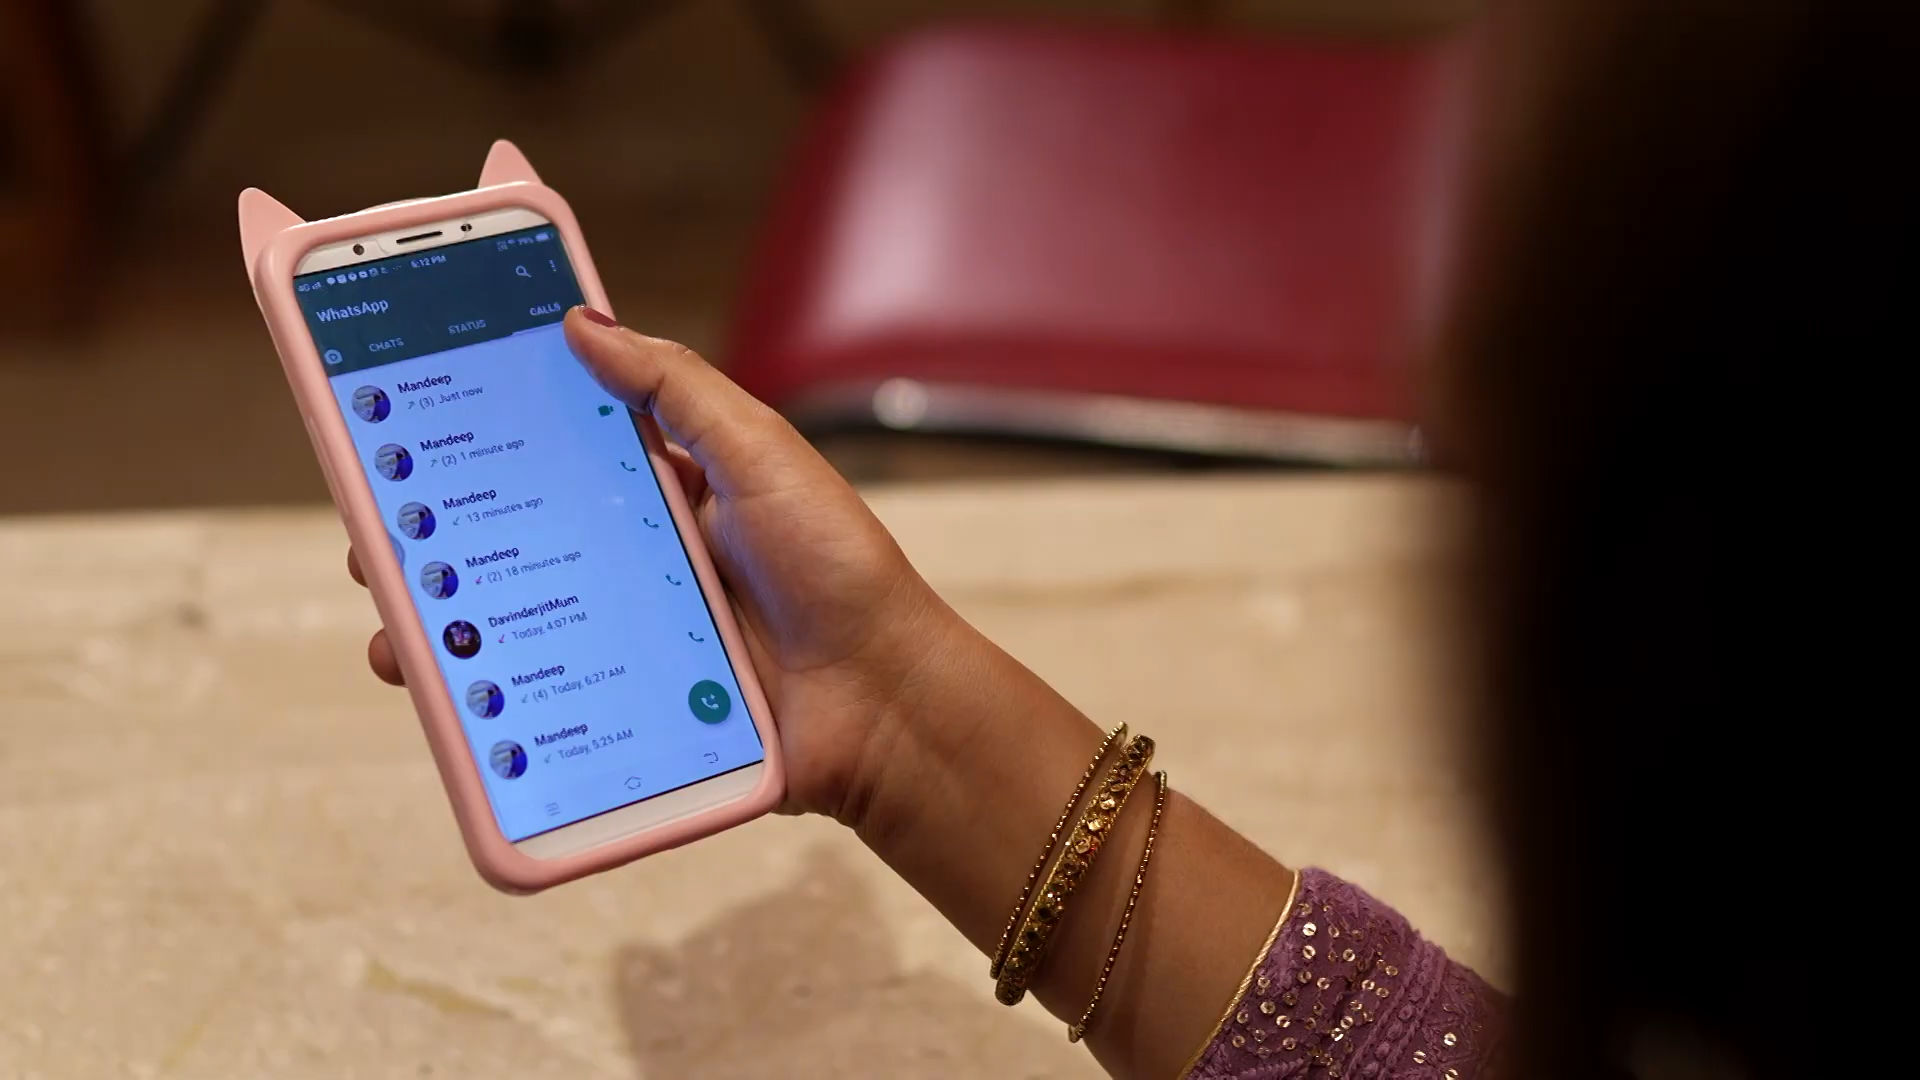 4G 6:12 PM
WhatsApp
CHATS STATUS CALLS
Mandeep
(3) Just now
Mandeep
(2) 1 minute ago
Mandeep
13 minutes ago
Mandeep
(2) 18 minutes ago
DavinderjitMum
Today, 4:07 PM
Mandeep
(4) Today, 6:27 AM
Mandeep
Today, 5:25 AM